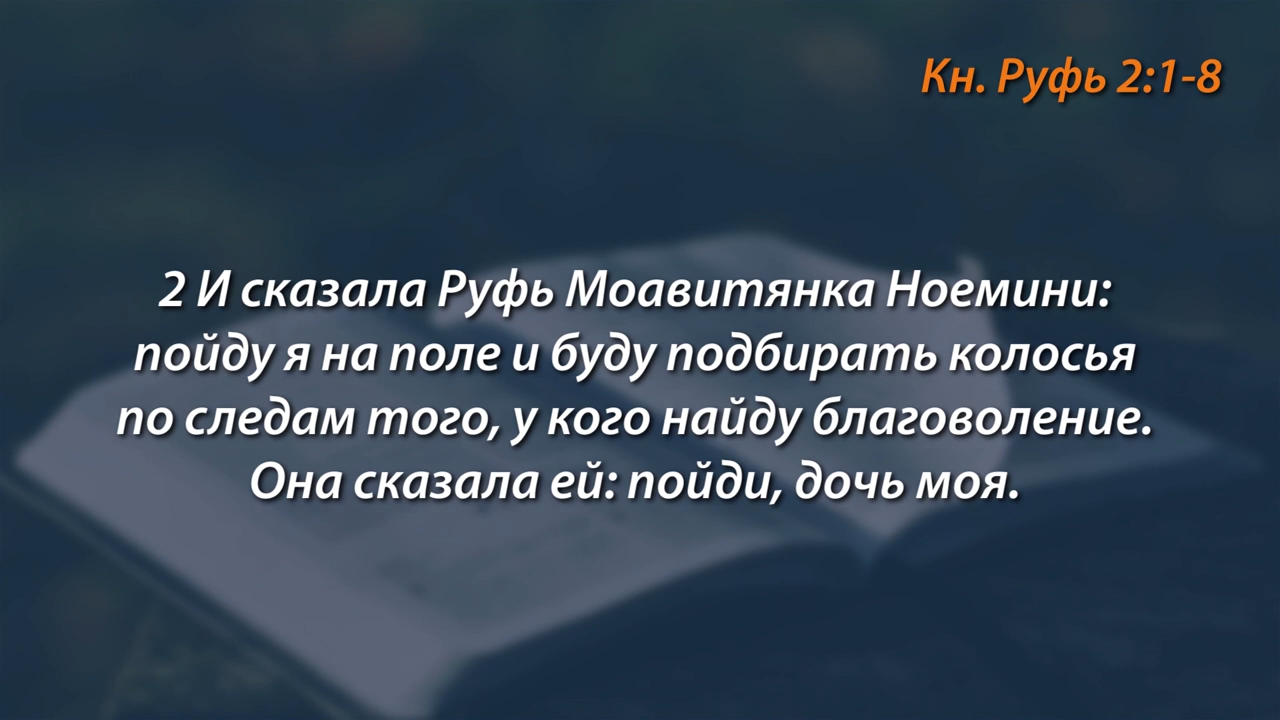 Кн. Руфь 2:1-8
2 И сказала Руфь Моавитянка Ноемини:
пойду я на поле и буду подбирать колосья
по следам того, у кого найду благоволение.
Она сказала ей: пойди, дочь моя.